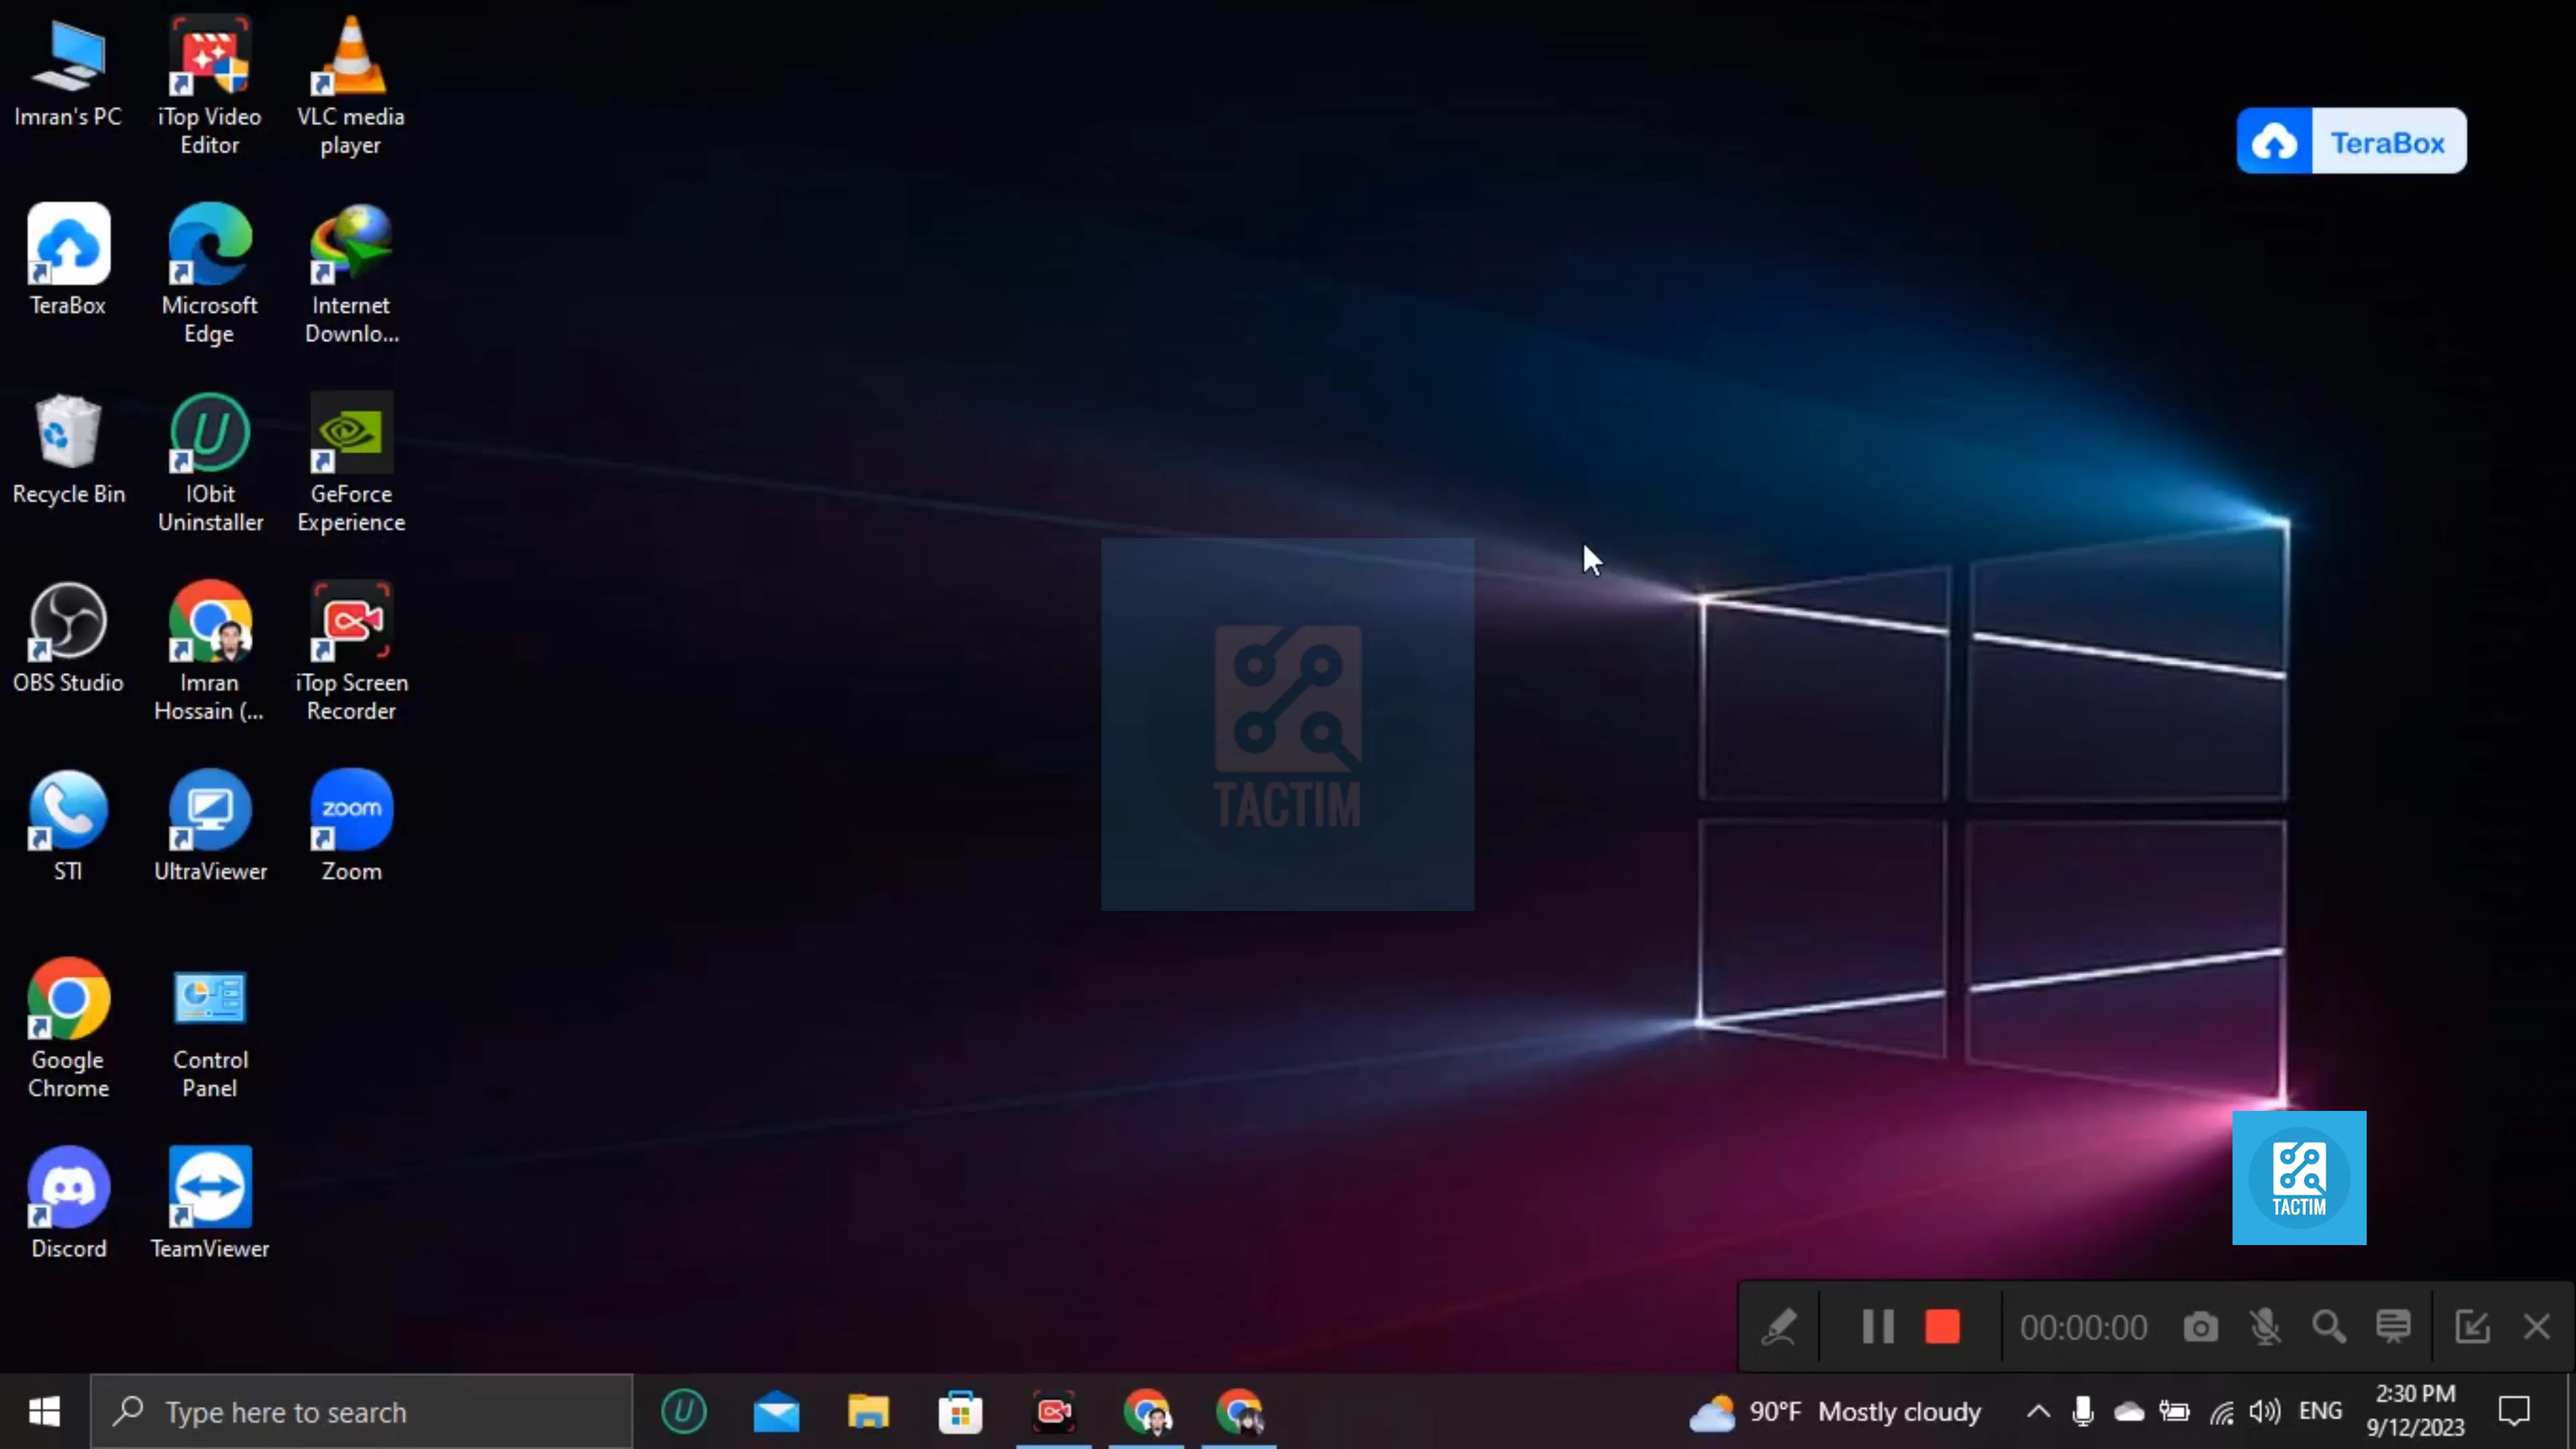 Imran's PC
iTop Video
Editor
VLC media
player
TeraBox
TeraBox
Microsoft
Edge
Internet
Downlo...
Recycle Bin
IObit
Uninstaller
GeForce
Experience
OBS Studio
Imran
Hossain (...
iTop Screen
Recorder
TACTIM
STI
UltraViewer
zoom
Zoom
Google
Chrome
Control
Panel
TACTIM
Discord
TeamViewer
00:00:00
Type here to search
90°F Mostly cloudy
ENG
2:30 PM
9/12/2023